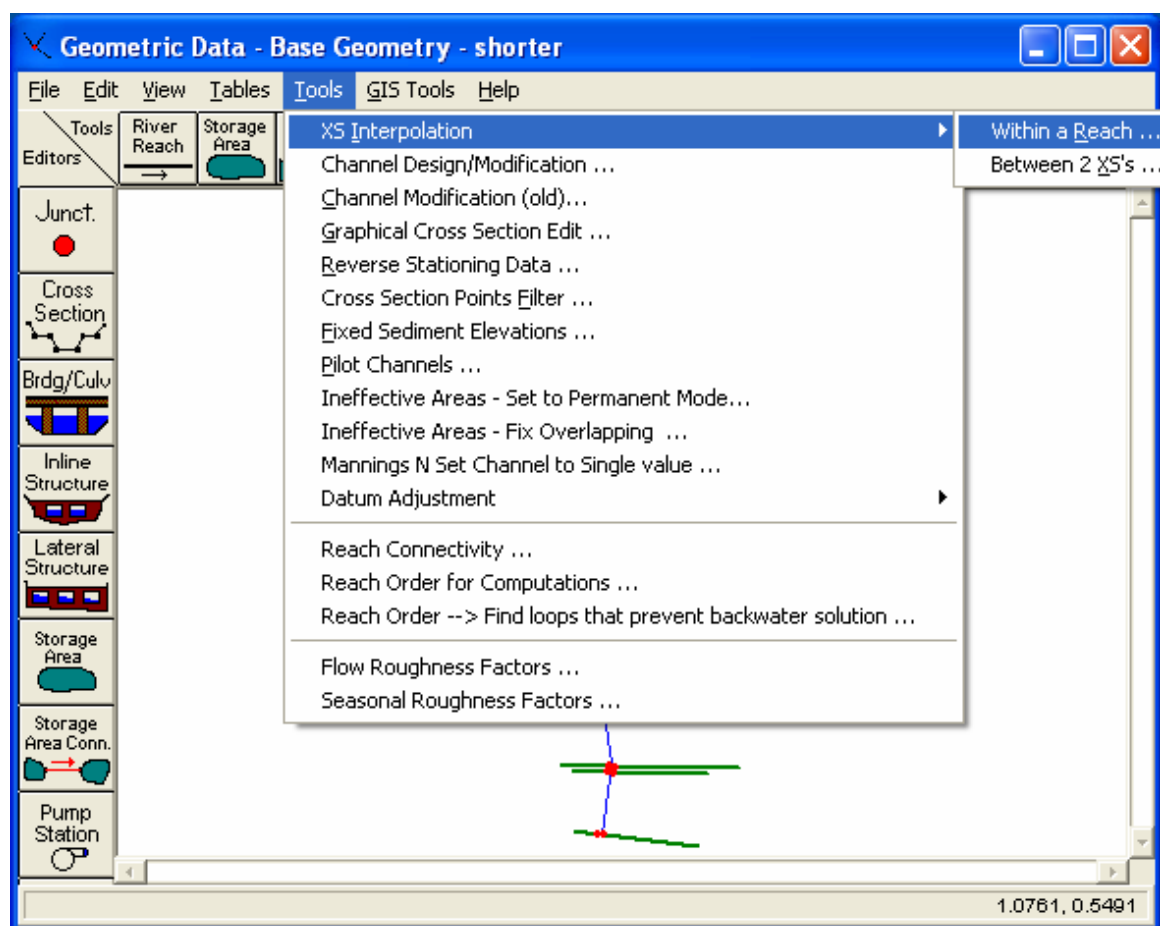 Geometric Data - Base Geometry - shorter
File Edit View Tables Tools GIS Tools Help
Tools
Editors
River
Reach
Storage
Area
XS Interpolation
Within a Reach ...
Between 2 XS's ...
Channel Design/Modification ...
Channel Modification (old)...
Graphical Cross Section Edit ...
Reverse Stationing Data ...
Cross Section Points Filter ...
Fixed Sediment Elevations ...
Pilot Channels ...
Ineffective Areas - Set to Permanent Mode...
Ineffective Areas - Fix Overlapping ...
Mannings N Set Channel to Single value ...
Datum Adjustment
Reach Connectivity ...
Reach Order for Computations ...
Reach Order --> Find loops that prevent backwater solution ...
Flow Roughness Factors ...
Seasonal Roughness Factors ...
Junct.
Cross
Section
Brdg/Culv
Inline
Structure
Lateral
Structure
Storage
Area
Storage
Area Conn.
Pump
Station
1.0761, 0.5491